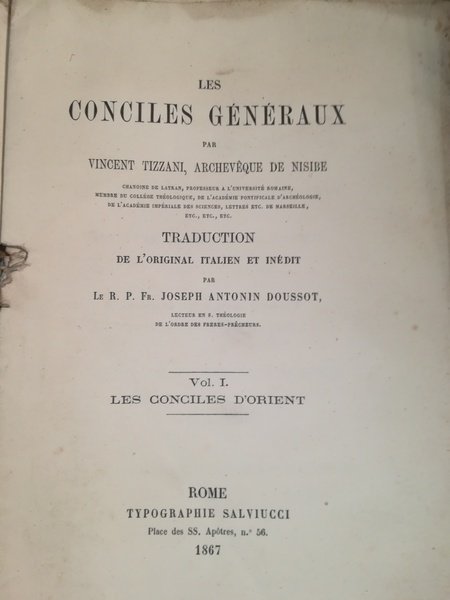 LES
CONCILES GÉNÉRAUX
PAR
VINCENT TIZZANI, ARCHEVÊQUE DE NISIBE
CHANOINE DE LATRAN, PROFESSEUR A L'UNIVERSITÉ ROMAINE,
MEMBRE DU COLLÉGE THÉOLOGIQUE, DE L'ACADÉMIE PONTIFICALE D'ARCHÉOLOGIE,
DE L'ACADÉMIE IMPÉRIALE DES SCIENCES, LETTRES ETC. DE MARSEILLE,
ETC., ETC., ETC.
TRADUCTION
DE L'ORIGINAL ITALIEN ET INÉDIT
PAR
LE R. P. FR. JOSEPH ANTONIN DOUSSOT,
LECTEUR EN S. THÉOLOGIE
DE L'ORDRE DES FRERES-PRÊCHEURS.
VOL. I.
LES CONCILES D'ORIENT
ROME
TYPOGRAPHIE SALVIUCCI
Place des SS. Apôtres, n.° 56.
1867